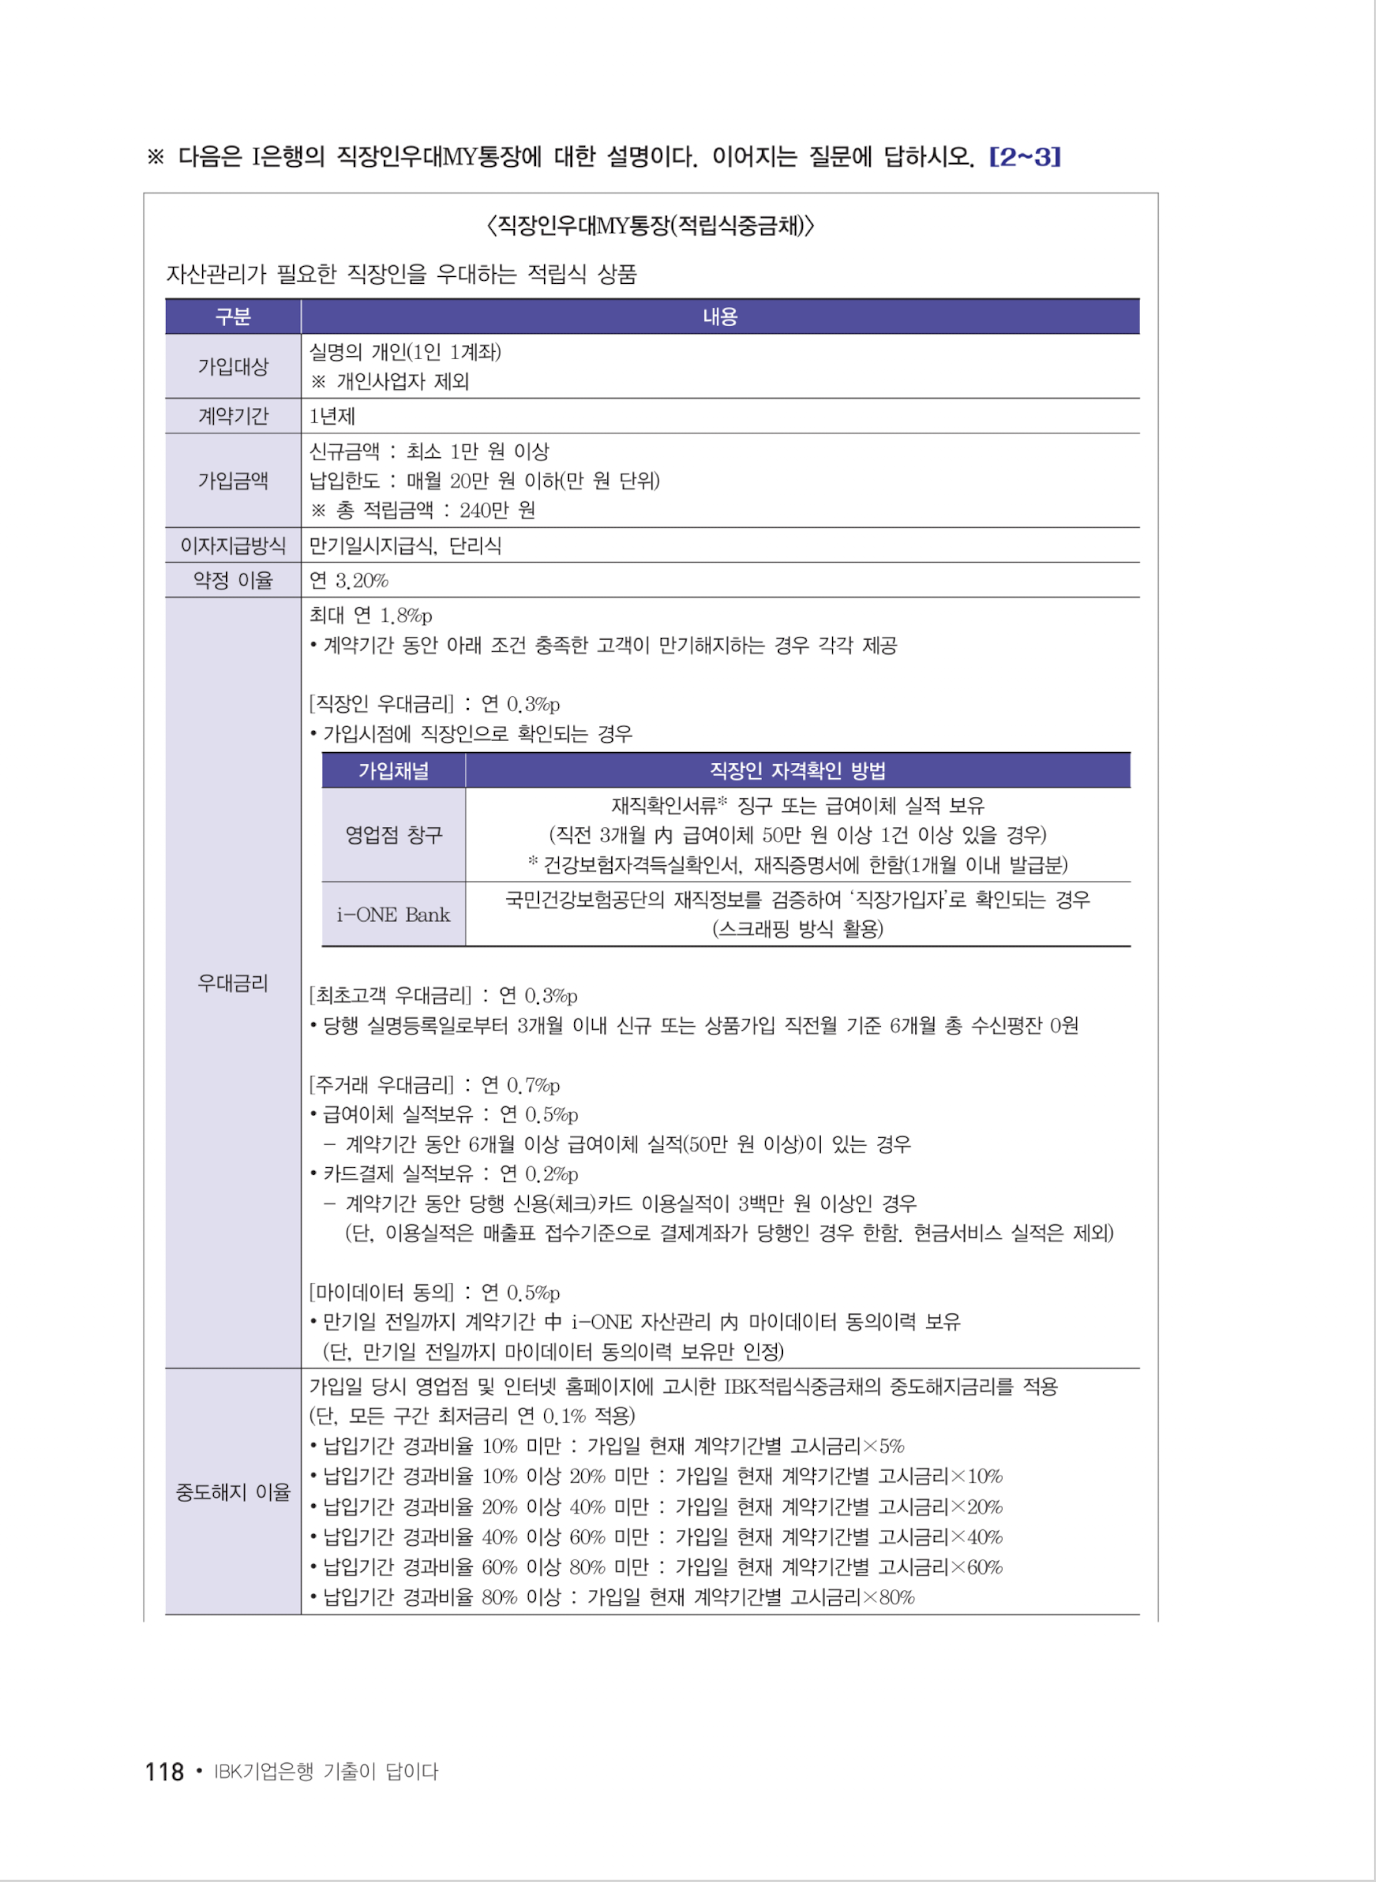 ※ 다음은 I은행의 직장인우대MY통장에 대한 설명이다. 이어지는 질문에 답하시오. [2~3]
〈직장인우대MY통장(적립식중금채)〉
자산관리가 필요한 직장인을 우대하는 적립식 상품
구분 내용
가입대상
실명의 개인(1인 1계좌)
※ 개인사업자 제외
계약기간 1년제
가입금액
신규금액 : 최소 1만 원 이상
납입한도 : 매월 20만 원 이하(만 원 단위)
※ 총 적립금액 : 240만 원
이자지급방식 만기일시지급식, 단리식
약정 이율 연 3.20%
우대금리
최대 연 1.8%p
• 계약기간 동안 아래 조건 충족한 고객이 만기해지하는 경우 각각 제공
[직장인 우대금리] : 연 0.3%p
• 가입시점에 직장인으로 확인되는 경우
가입채널 직장인 자격확인 방법
영업점 창구
재직확인서류* 징구 또는 급여이체 실적 보유
(직전 3개월 內 급여이체 50만 원 이상 1건 이상 있을 경우)
* 건강보험자격득실확인서, 재직증명서에 한함(1개월 이내 발급분)
i-ONE Bank
국민건강보험공단의 재직정보를 검증하여 ‘직장가입자’로 확인되는 경우
(스크래핑 방식 활용)
[최초고객 우대금리] : 연 0.3%p
• 당행 실명등록일로부터 3개월 이내 신규 또는 상품가입 직전월 기준 6개월 총 수신평잔 0원
[주거래 우대금리] : 연 0.7%p
• 급여이체 실적보유 : 연 0.5%p
- 계약기간 동안 6개월 이상 급여이체 실적(50만 원 이상)이 있는 경우
• 카드결제 실적보유 : 연 0.2%p
- 계약기간 동안 당행 신용(체크)카드 이용실적이 3백만 원 이상인 경우
(단, 이용실적은 매출표 접수기준으로 결제계좌가 당행인 경우 한함. 현금서비스 실적은 제외)
[마이데이터 동의] : 연 0.5%p
• 만기일 전일까지 계약기간 中 i-ONE 자산관리 內 마이데이터 동의이력 보유
(단, 만기일 전일까지 마이데이터 동의이력 보유만 인정)
중도해지 이율
가입일 당시 영업점 및 인터넷 홈페이지에 고시한 IBK적립식중금채의 중도해지금리를 적용
(단, 모든 구간 최저금리 연 0.1% 적용)
• 납입기간 경과비율 10% 미만 : 가입일 현재 계약기간별 고시금리×5%
• 납입기간 경과비율 10% 이상 20% 미만 : 가입일 현재 계약기간별 고시금리×10%
• 납입기간 경과비율 20% 이상 40% 미만 : 가입일 현재 계약기간별 고시금리×20%
• 납입기간 경과비율 40% 이상 60% 미만 : 가입일 현재 계약기간별 고시금리×40%
• 납입기간 경과비율 60% 이상 80% 미만 : 가입일 현재 계약기간별 고시금리×60%
• 납입기간 경과비율 80% 이상 : 가입일 현재 계약기간별 고시금리×80%
118 • IBK기업은행 기출이 답이다